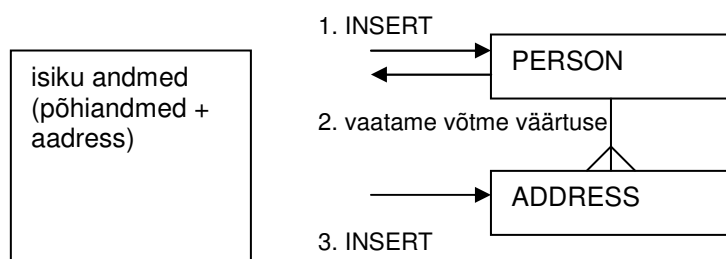 isiku andmed
(põhiandmed +
aadress)
1. INSERT
PERSON
2. vaatame võtme väärtuse
ADDRESS
3. INSERT